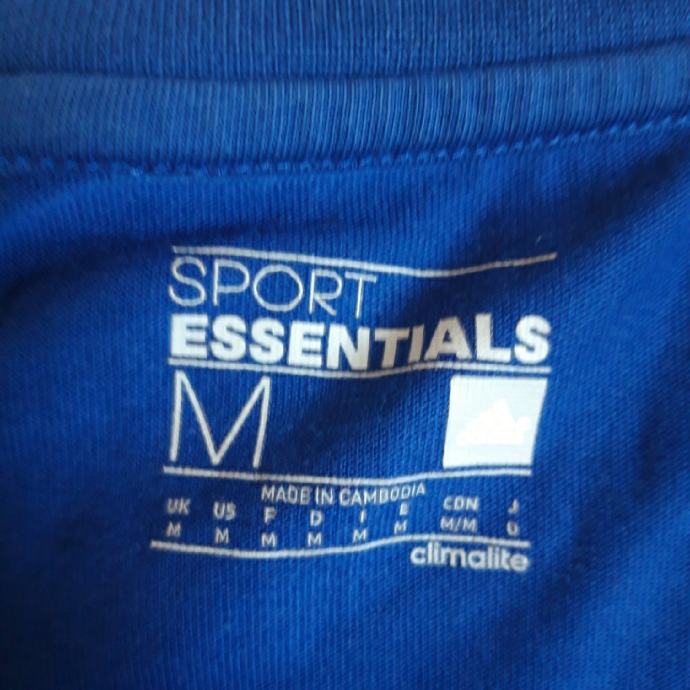 SPORT
ESSENTIALS
M
MADE IN CAMBODIA
UK US F D I E CDN J
M M M M M M M/M O
climalite